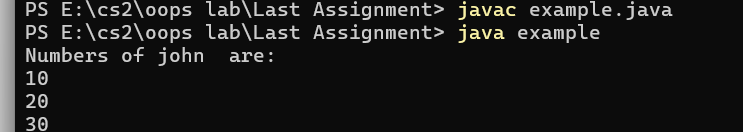 PS E:\cs2\oops lab\Last Assignment> javac example.java
PS E:\cs2\oops lab\Last Assignment> java example
Numbers of john  are:
10
20
30